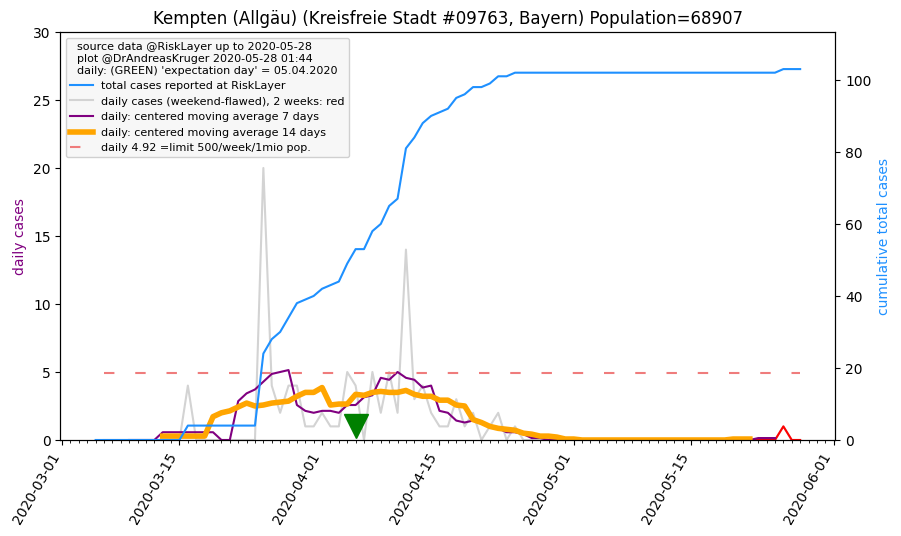 Kempten (Allgäu) (Kreisfreie Stadt #09763, Bayern) Population=68907
source data @RiskLayer up to 2020-05-28
plot @DrAndreasKruger 2020-05-28 01:44
daily: (GREEN) 'expectation day' = 05.04.2020
total cases reported at RiskLayer
daily cases (weekend-flawed), 2 weeks: red
daily: centered moving average 7 days
daily: centered moving average 14 days
daily 4.92 =limit 500/week/1mio pop.
daily cases
30
25
20
15
10
5
0
cumulative total cases
100
80
60
40
20
0
2020-03-01
2020-03-15
2020-04-01
2020-04-15
2020-05-01
2020-05-15
2020-06-01